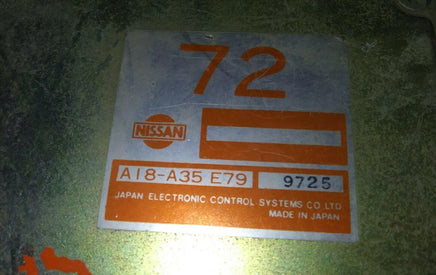 72
NISSAN
A18-A35 E79 9725
JAPAN ELECTRONIC CONTROL SYSTEMS CO LTD
MADE IN JAPAN